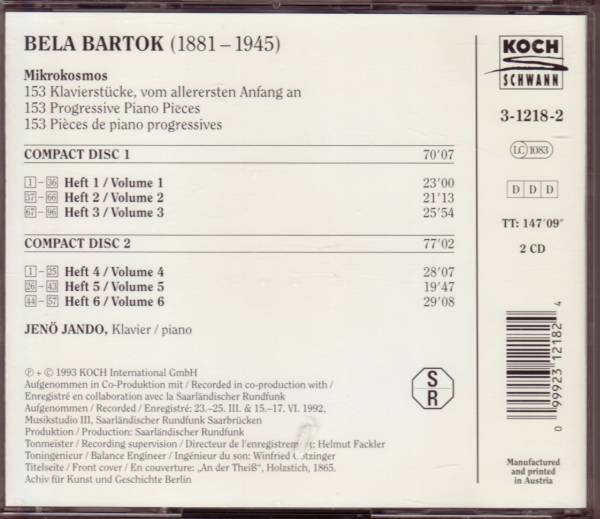 BELA BARTOK (1881–1945)
Mikrokosmos
153 Klavierstücke, vom allerersten Anfang an
153 Progressive Piano Pieces
153 Pièces de piano progressives
COMPACT DISC 1 70'07
1–36 Heft 1 / Volume 1 23'00
37–66 Heft 2 / Volume 2 21'13
67–96 Heft 3 / Volume 3 25'54
COMPACT DISC 2 77'02
1–25 Heft 4 / Volume 4 28'07
26–43 Heft 5 / Volume 5 19'47
44–57 Heft 6 / Volume 6 29'08
JENÖ JANDO, Klavier / piano
℗ + © 1993 KOCH International GmbH
Aufgenommen in Co-Produktion mit / Recorded in co-production with /
Enregistré en collaboration avec la Saarländischer Rundfunk
Aufgenommen / Recorded / Enregistré: 23.–25. III. & 15.–17. VI. 1992,
Musikstudio III, Saarländischer Rundfunk Saarbrücken
Produktion / Production: Saarländischer Rundfunk
Tonmeister / Recording supervision / Directeur de l'enregistrement: Helmut Fackler
Toningenieur / Balance Engineer / Ingénieur du son: Winfried
Titelseite / Front cover / En couverture: „An der Theiß“, Holzstich, 1865.
Achiv für Kunst und Geschichte Berlin
S
R
KOCH
SCHWANN
3-1218-2
LC 1083
D D D
TT: 147'09"
2 CD
0 99923 12182 4
Manufactured
and printed
in Austria